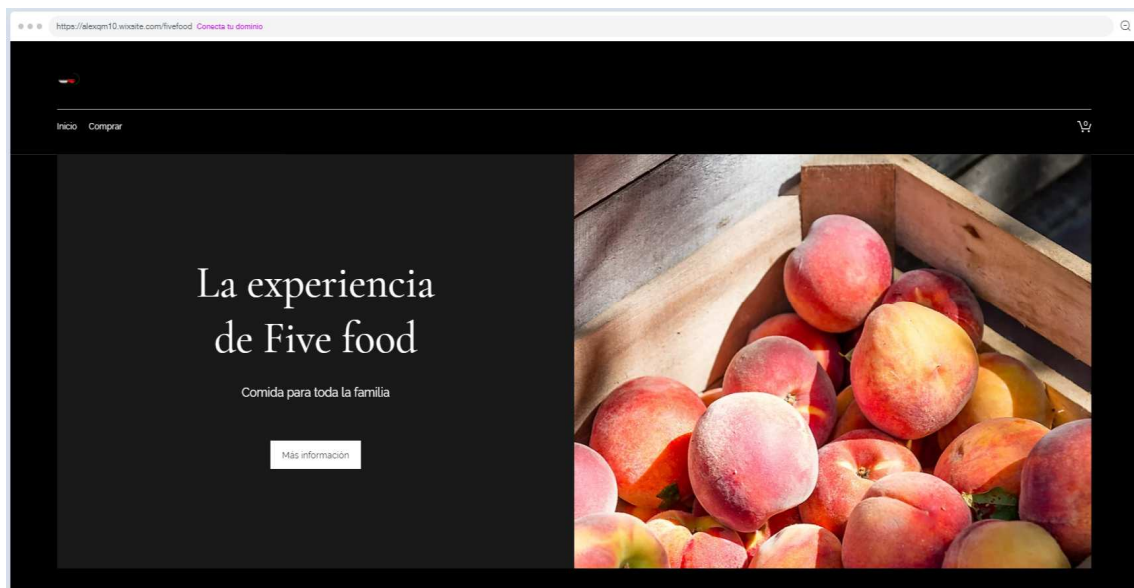 https://alexqm10.wixsite.com/fivefood Conecta tu dominio
Inicio Comprar
0
La experiencia
de Five food
Comida para toda la familia
Más información